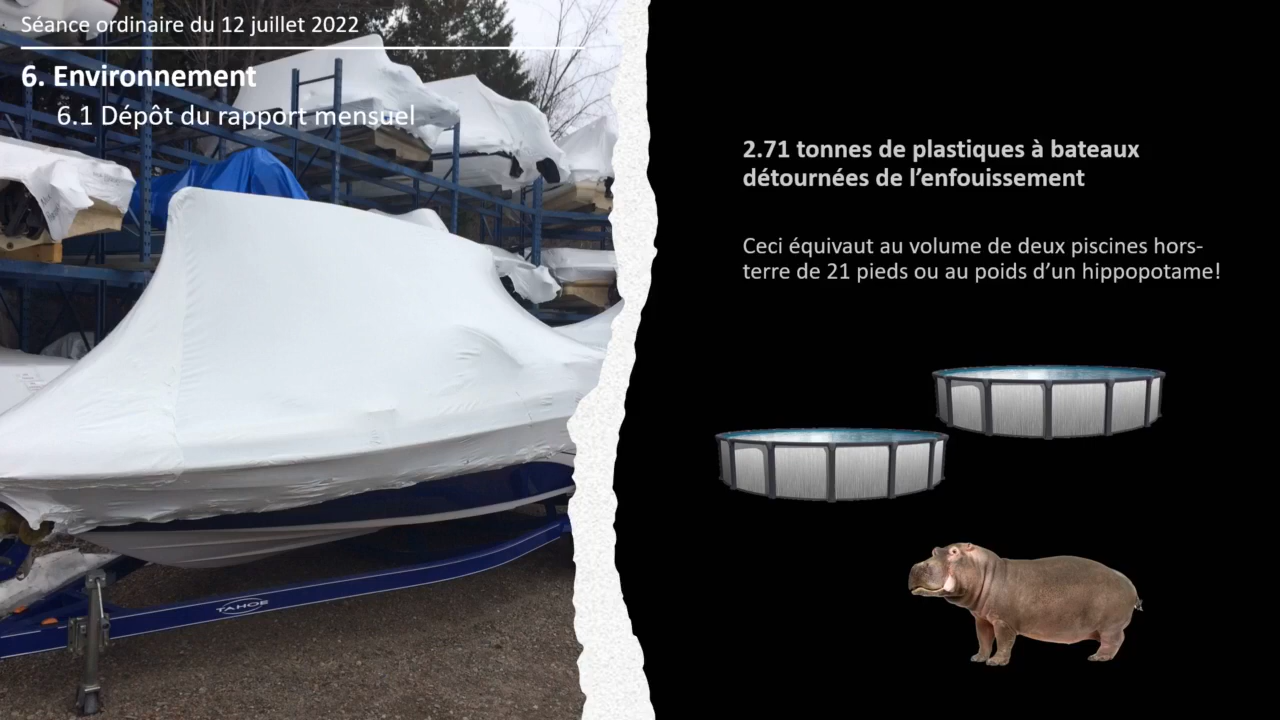 Séance ordinaire du 12 juillet 2022
6. Environnement
6.1 Dépôt du rapport mensuel
2.71 tonnes de plastiques à bateaux
détournées de l’enfouissement
Ceci équivaut au volume de deux piscines hors-
terre de 21 pieds ou au poids d’un hippopotame!
TAHOE